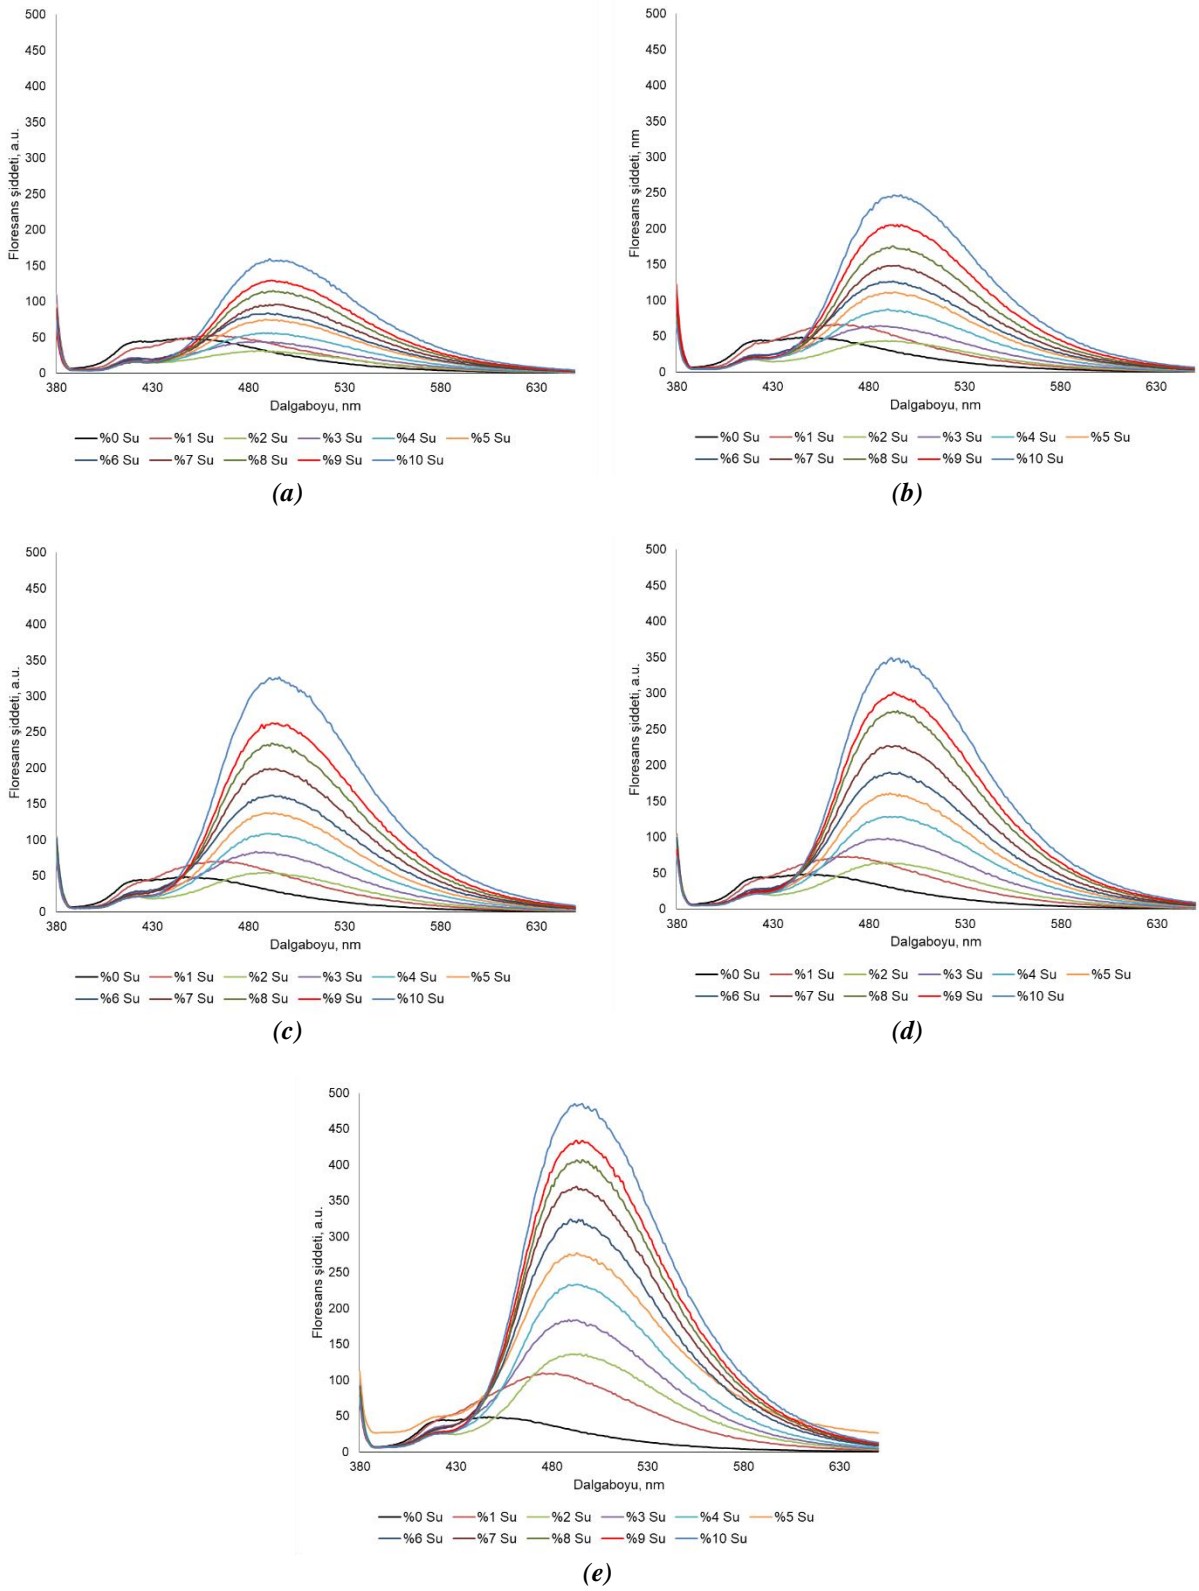 500
450
400
350
300
250
200
150
100
50
0
Floresans şiddeti, a.u.
380 430 480 530 580 630
Dalgaboyu, nm
%0 Su %1 Su %2 Su %3 Su %4 Su %5 Su
%6 Su %7 Su %8 Su %9 Su %10 Su
(a)
500
450
400
350
300
250
200
150
100
50
0
Floresans şiddeti, nm
380 430 480 530 580 630
Dalgaboyu, nm
%0 Su %1 Su %2 Su %3 Su %4 Su %5 Su
%6 Su %7 Su %8 Su %9 Su %10 Su
(b)
500
450
400
350
300
250
200
150
100
50
0
Floresans şiddeti, a.u.
380 430 480 530 580 630
Dalgaboyu, nm
%0 Su %1 Su %2 Su %3 Su %4 Su %5 Su
%6 Su %7 Su %8 Su %9 Su %10 Su
(c)
500
450
400
350
300
250
200
150
100
50
0
Floresans şiddeti, a.u.
380 430 480 530 580 630
Dalgaboyu, nm
%0 Su %1 Su %2 Su %3 Su %4 Su %5 Su
%6 Su %7 Su %8 Su %9 Su %10 Su
(d)
500
450
400
350
300
250
200
150
100
50
0
Floresans şiddeti, a.u.
380 430 480 530 580 630
Dalgaboyu, nm
%0 Su %1 Su %2 Su %3 Su %4 Su %5 Su
%6 Su %7 Su %8 Su %9 Su %10 Su
(e)